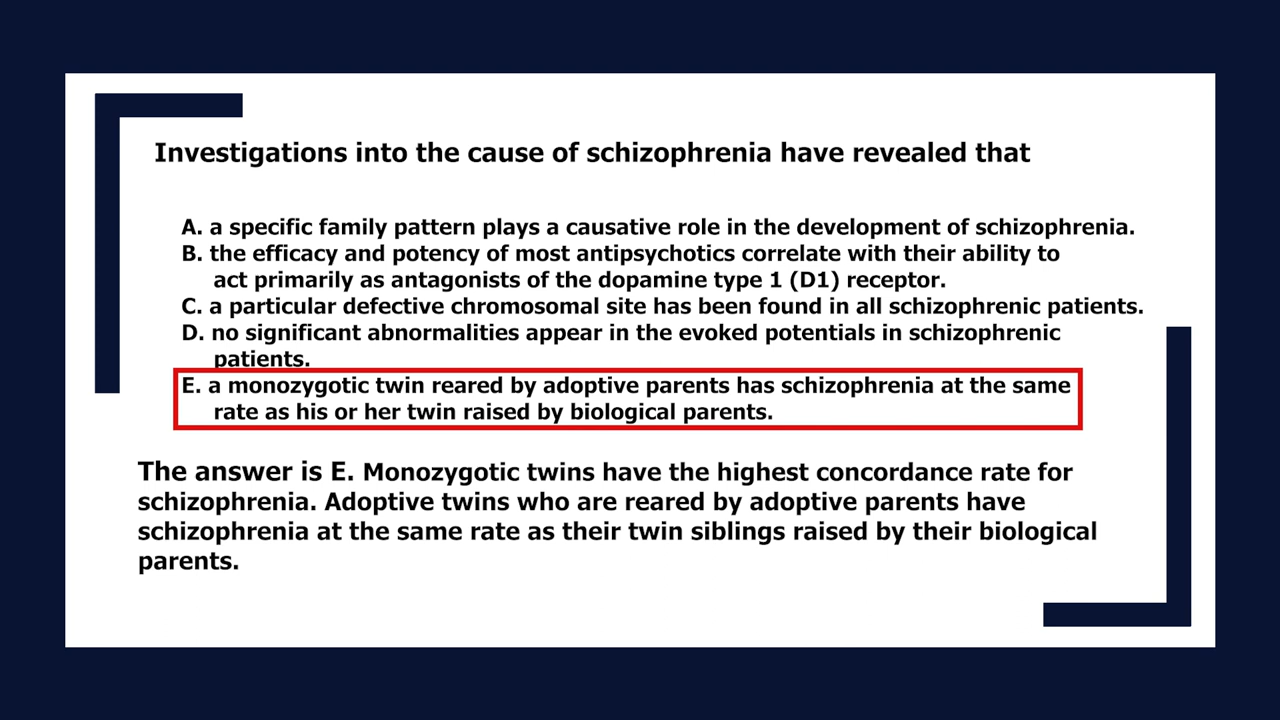 Investigations into the cause of schizophrenia have revealed that
A. a specific family pattern plays a causative role in the development of schizophrenia.
B. the efficacy and potency of most antipsychotics correlate with their ability to
act primarily as antagonists of the dopamine type 1 (D1) receptor.
C. a particular defective chromosomal site has been found in all schizophrenic patients.
D. no significant abnormalities appear in the evoked potentials in schizophrenic
patients.
E. a monozygotic twin reared by adoptive parents has schizophrenia at the same
rate as his or her twin raised by biological parents.
The answer is E. Monozygotic twins have the highest concordance rate for
schizophrenia. Adoptive twins who are reared by adoptive parents have
schizophrenia at the same rate as their twin siblings raised by their biological
parents.